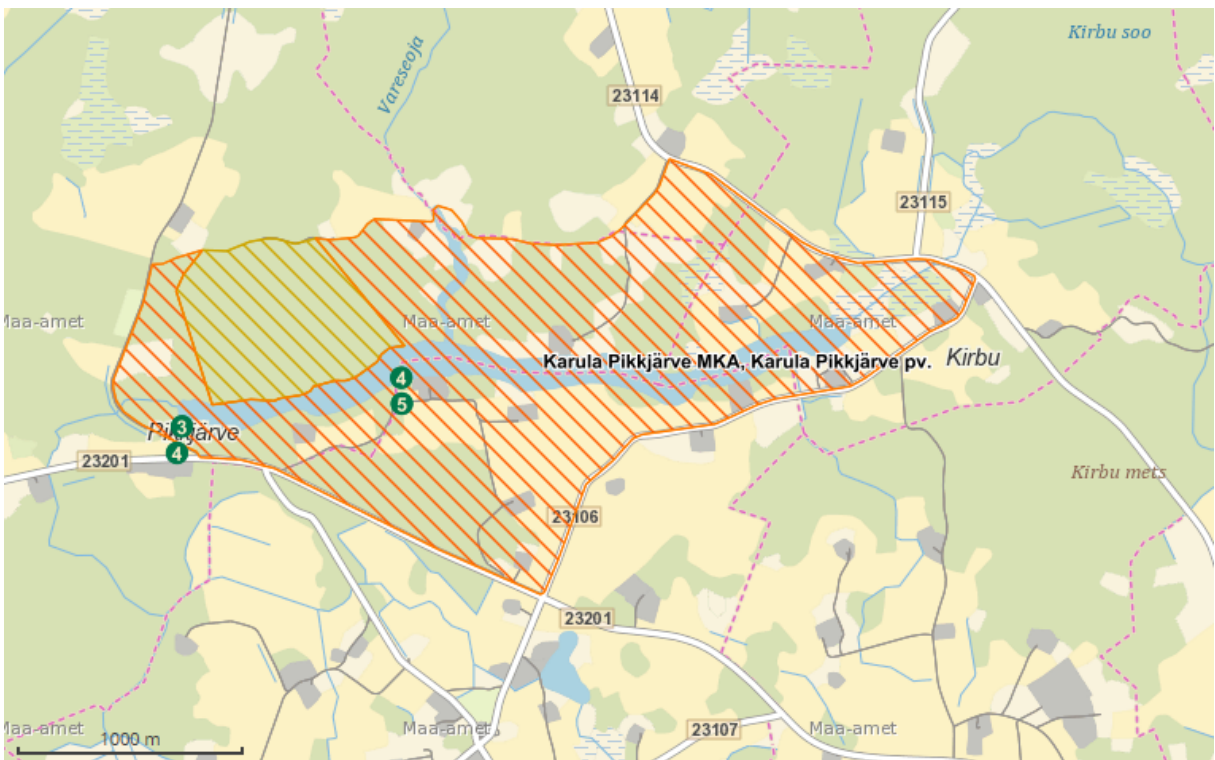 Kirbu soo
Vareseoja
23114
23115
Maa-amet
Maa-amet
Maa-amet
Karula Pikkjärve MKA, Karula Pikkjärve pv.
Kirbu
4
5
3
Pikkjärve
4
23201
Kirbu mets
23106
23201
Maa-amet
Maa-amet
Maa-amet
23107
1000 m